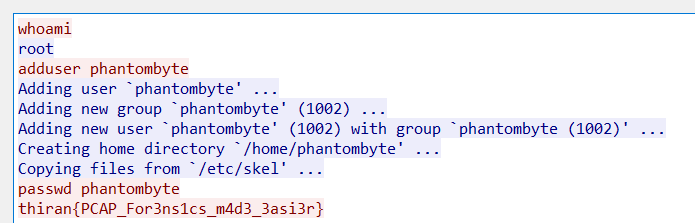 whoami
root
adduser phantombyte
Adding user `phantombyte' ...
Adding new group `phantombyte' (1002) ...
Adding new user `phantombyte' (1002) with group `phantombyte (1002)' ...
Creating home directory `/home/phantombyte' ...
Copying files from `/etc/skel' ...
passwd phantombyte
thiran{PCAP_For3ns1cs_m4d3_3asi3r}